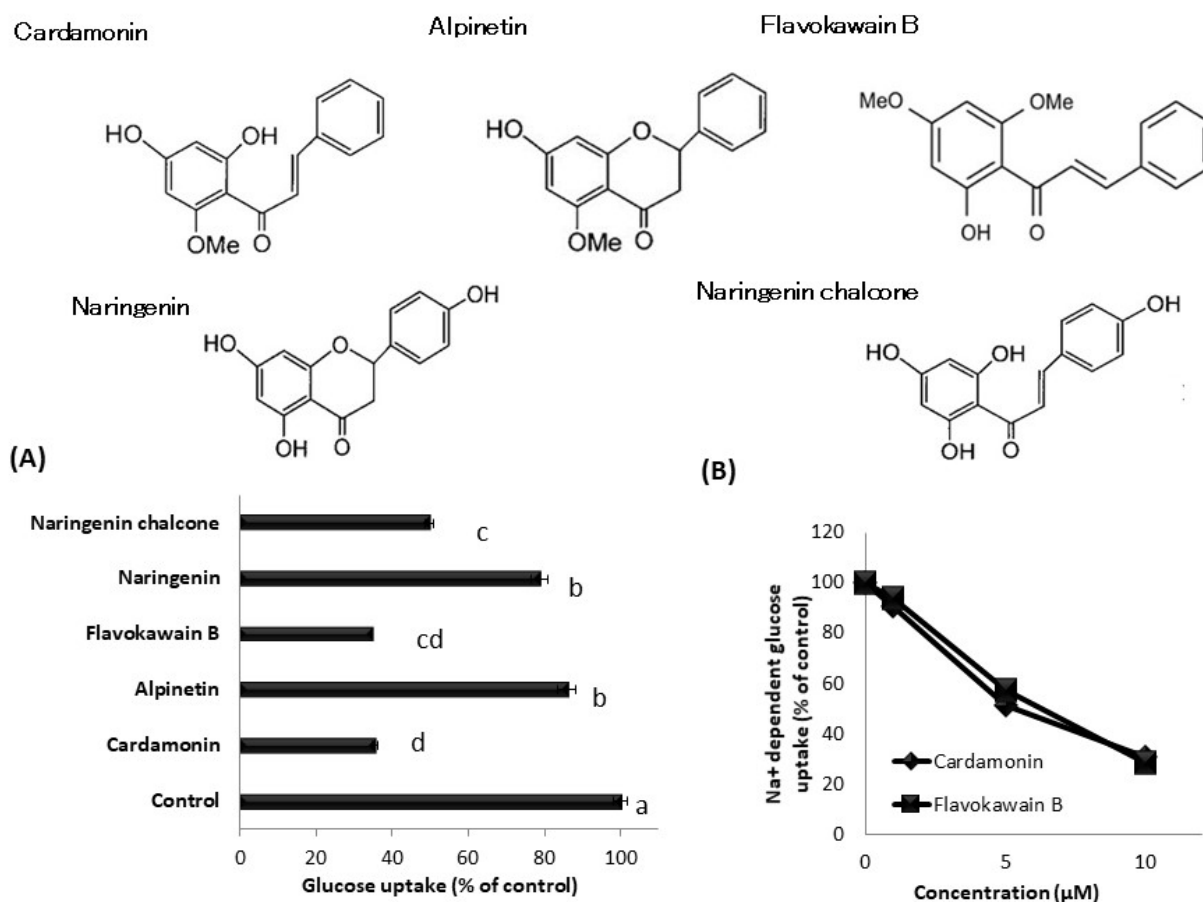 Cardamonin
Alpinetin
Flavokawain B
HO
OH
OMe
O
HO
O
OMe
O
MeO
OMe
OH
O
Naringenin
OH
HO
O
OH
O
Naringenin chalcone
OH
HO
OH
OH
O
(A)
Naringenin chalcone
c
Naringenin
b
Flavokawain B
cd
Alpinetin
b
Cardamonin
d
Control
a
0 20 40 60 80 100
Glucose uptake (% of control)
(B)
Na+ dependent glucose
uptake (% of control)
120
100
80
60
40
20
0
Cardamonin
Flavokawain B
0 5 10
Concentration (µM)